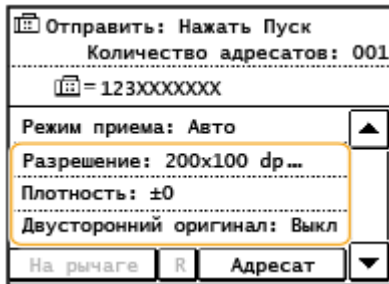 Отправить: Нажать Пуск
Количество адресатов: 001
=123XXXXXXX
Режим приема: Авто
Разрешение: 200x100 dp…
Плотность: ±0
Двусторонний оригинал: Выкл
На рычаге R Адресат